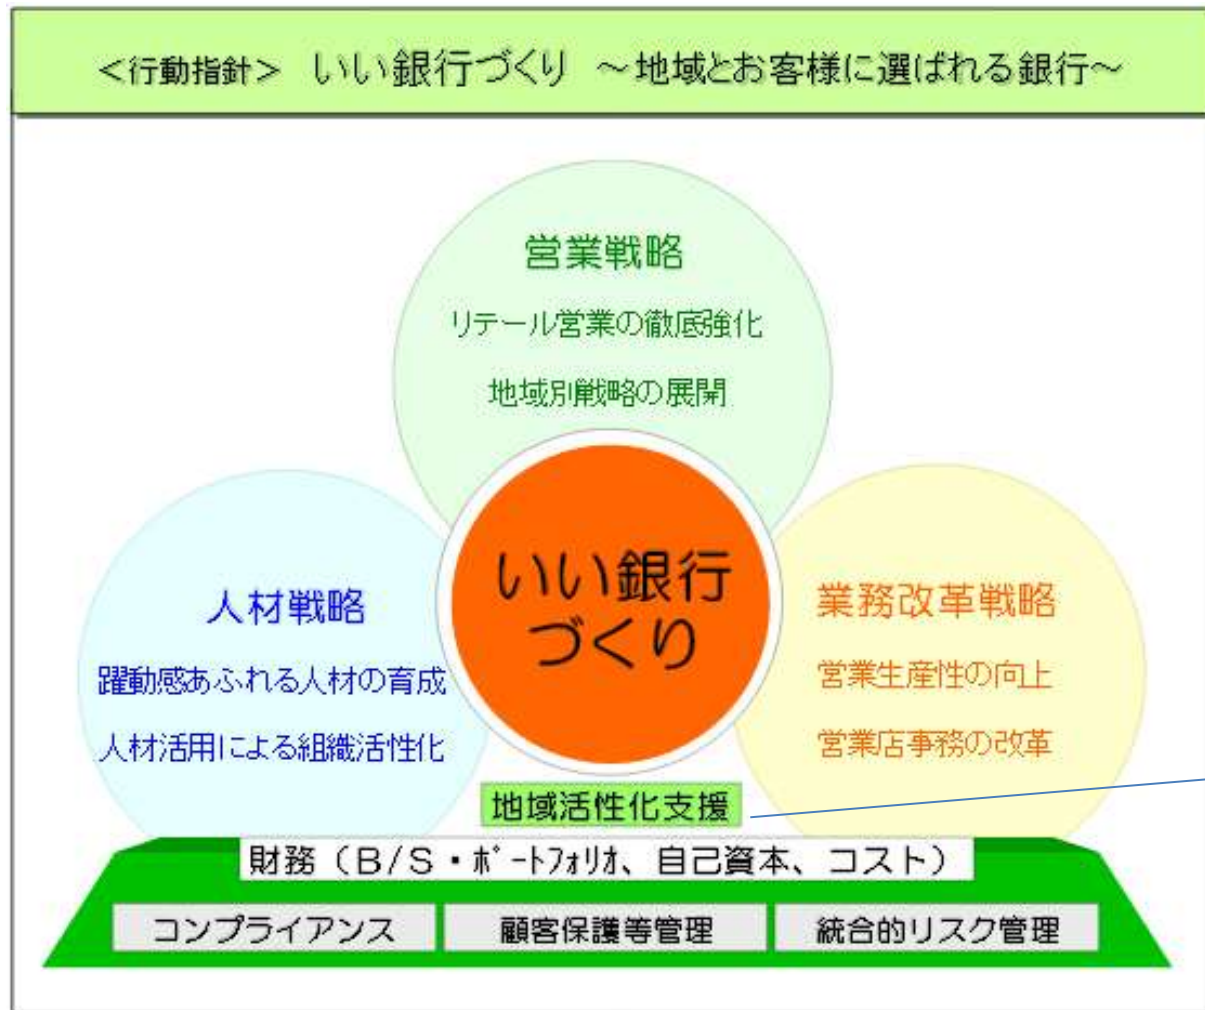 <行動指針> いい銀行づくり ～地域とお客様に選ばれる銀行～
営業戦略
リテール営業の徹底強化
地域別戦略の展開
いい銀行
づくり
人材戦略
躍動感あふれる人材の育成
人材活用による組織活性化
業務改革戦略
営業生産性の向上
営業店事務の改革
地域活性化支援
財務（B/S・ﾎﾟｰﾄﾌｫﾘｵ、自己資本、コスト）
コンプライアンス
顧客保護等管理
統合的リスク管理